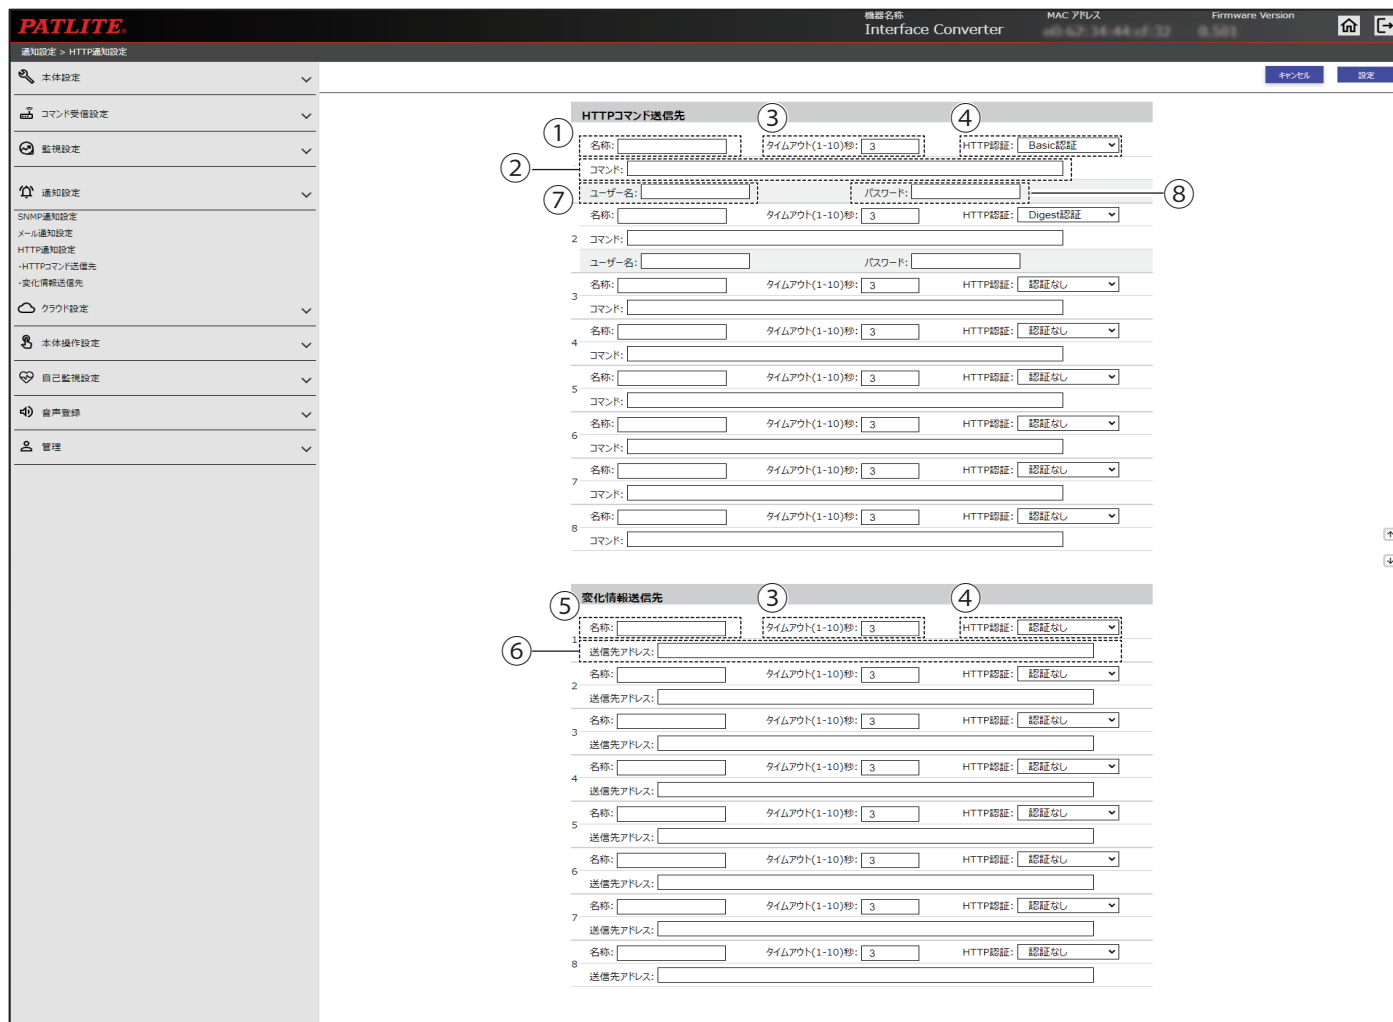 PATLITE
機器名称
Interface Converter
MAC アドレス
Firmware Version
通知設定 > HTTP通知設定
本体設定
コマンド受信設定
監視設定
通知設定
SNMP通知設定
メール通知設定
HTTP通知設定
・HTTPコマンド送信先
・変化情報送信先
クラウド設定
本体操作設定
自己監視設定
音声登録
管理
キャンセル 設定
HTTPコマンド送信先 ③ ④
① 名称: タイムアウト(1-10)秒: 3 HTTP認証: Basic認証
② コマンド:
⑦ ユーザー名: パスワード: ⑧
名称: タイムアウト(1-10)秒: 3 HTTP認証: Digest認証
2 コマンド:
ユーザー名: パスワード:
名称: タイムアウト(1-10)秒: 3 HTTP認証: 認証なし
3
コマンド:
名称: タイムアウト(1-10)秒: 3 HTTP認証: 認証なし
4
コマンド:
名称: タイムアウト(1-10)秒: 3 HTTP認証: 認証なし
5
コマンド:
名称: タイムアウト(1-10)秒: 3 HTTP認証: 認証なし
6
コマンド:
名称: タイムアウト(1-10)秒: 3 HTTP認証: 認証なし
7
コマンド:
名称: タイムアウト(1-10)秒: 3 HTTP認証: 認証なし
8
コマンド:
変化情報送信先 ③ ④
⑤ 名称: タイムアウト(1-10)秒: 3 HTTP認証: 認証なし
1
⑥ 送信先アドレス:
名称: タイムアウト(1-10)秒: 3 HTTP認証: 認証なし
2
送信先アドレス:
名称: タイムアウト(1-10)秒: 3 HTTP認証: 認証なし
3
送信先アドレス:
名称: タイムアウト(1-10)秒: 3 HTTP認証: 認証なし
4
送信先アドレス:
名称: タイムアウト(1-10)秒: 3 HTTP認証: 認証なし
5
送信先アドレス:
名称: タイムアウト(1-10)秒: 3 HTTP認証: 認証なし
6
送信先アドレス:
名称: タイムアウト(1-10)秒: 3 HTTP認証: 認証なし
7
送信先アドレス:
名称: タイムアウト(1-10)秒: 3 HTTP認証: 認証なし
8
送信先アドレス: